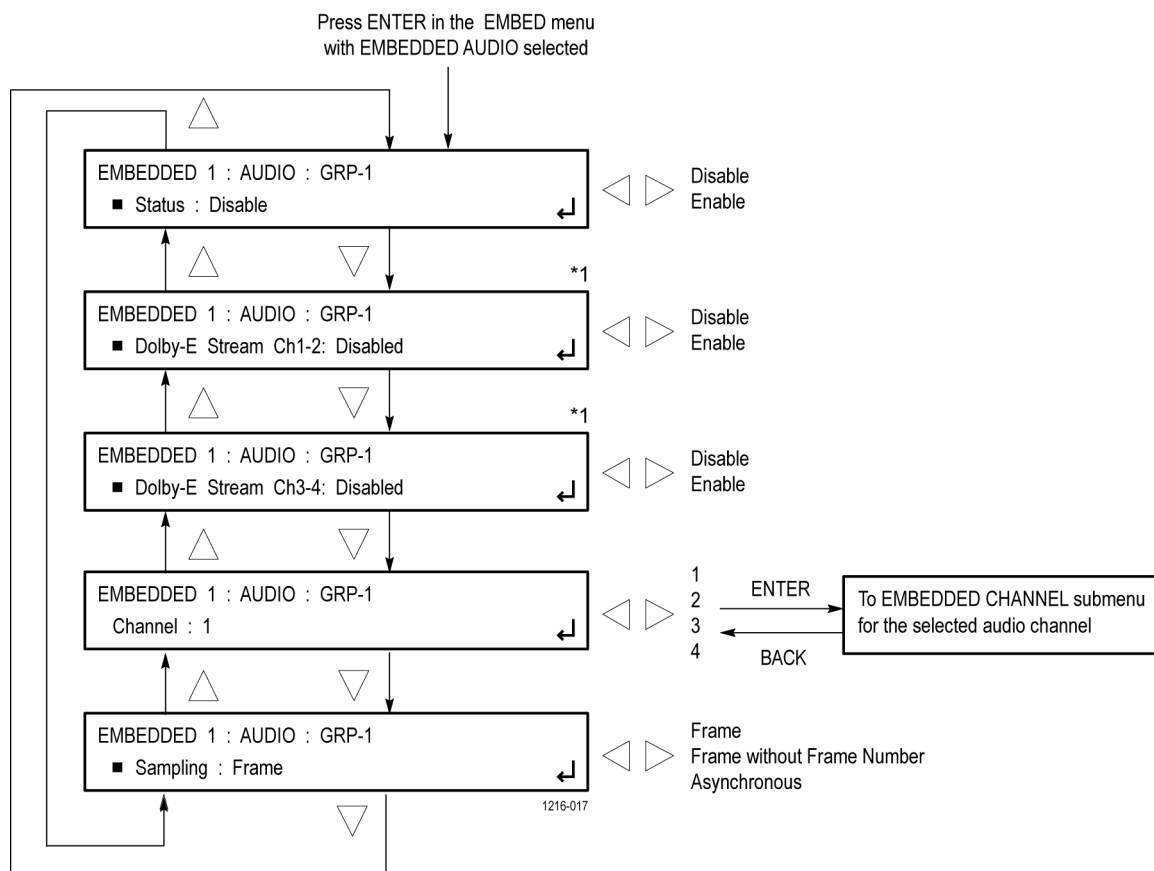 Press ENTER in the EMBED menu
with EMBEDDED AUDIO selected
EMBEDDED 1 : AUDIO : GRP-1
■ Status : Disable
Disable
Enable
*1
EMBEDDED 1 : AUDIO : GRP-1
■ Dolby-E Stream Ch1-2: Disabled
Disable
Enable
*1
EMBEDDED 1 : AUDIO : GRP-1
■ Dolby-E Stream Ch3-4: Disabled
Disable
Enable
EMBEDDED 1 : AUDIO : GRP-1
Channel : 1
1
2
3
4
ENTER
BACK
To EMBEDDED CHANNEL submenu
for the selected audio channel
EMBEDDED 1 : AUDIO : GRP-1
■ Sampling : Frame
Frame
Frame without Frame Number
Asynchronous
1216-017